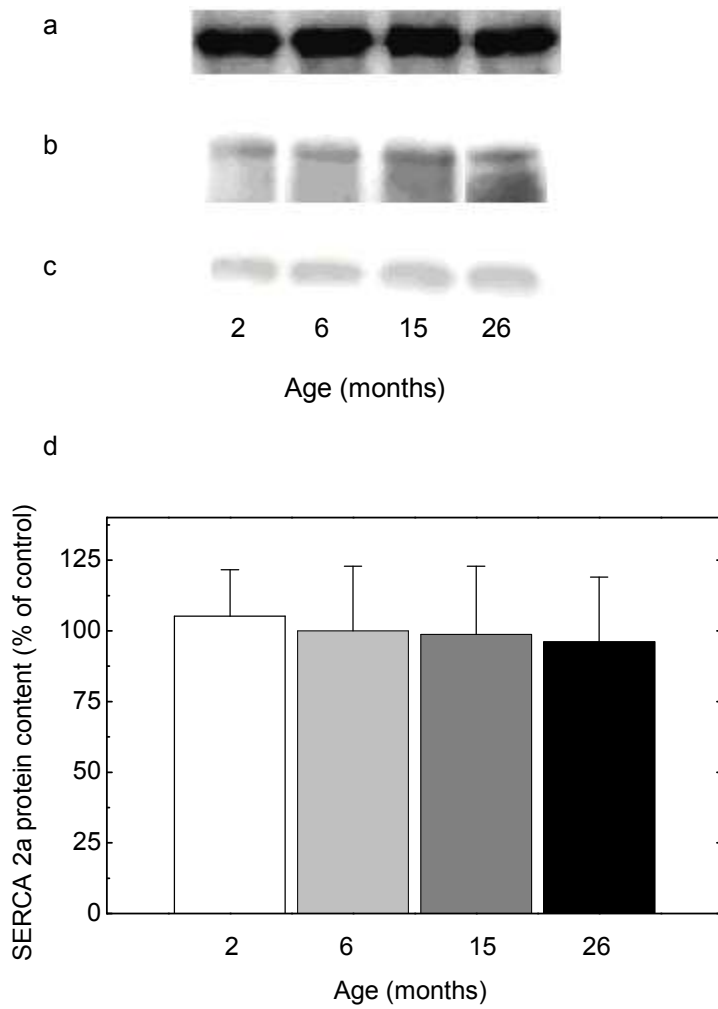 a
b
c
2 6 15 26
Age (months)
d
SERCA 2a protein content (% of control)
125
100
75
50
25
0
2 6 15 26
Age (months)